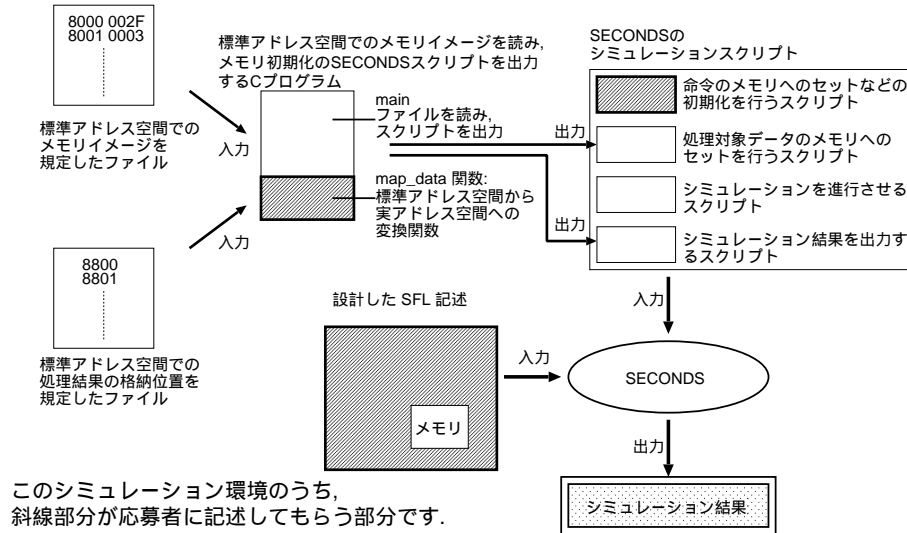 8000 002F
8001 0003
標準アドレス空間での
メモリイメージを
規定したファイル
入力
標準アドレス空間でのメモリイメージを読み,
メモリ初期化のSECONDSスクリプトを出力
するCプログラム
main
ファイルを読み,
スクリプトを出力
map_data 関数:
標準アドレス空間から
実アドレス空間への
変換関数
出力
出力
SECONDSの
シミュレーションスクリプト
命令のメモリへのセットなどの
初期化を行うスクリプト
処理対象データのメモリへの
セットを行うスクリプト
シミュレーションを進行させる
スクリプト
シミュレーション結果を出力す
るスクリプト
入力
8800
8801
標準アドレス空間での
処理結果の格納位置を
規定したファイル
設計した SFL 記述
メモリ
入力
入力
SECONDS
出力
シミュレーション結果
このシミュレーション環境のうち,
斜線部分が応募者に記述してもらう部分です.